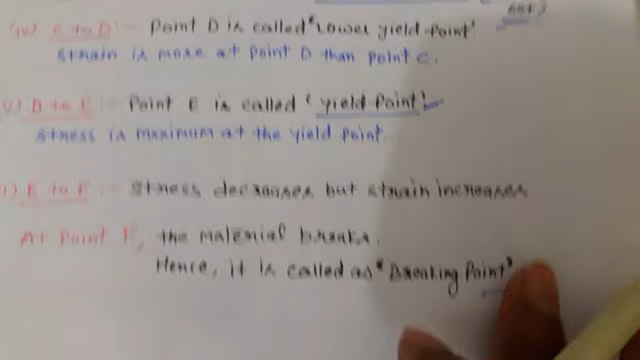 (iv) C to D :- Point D is called "Lower yield Point"
Strain is more at point D than point C.
(v) D to E :- Point E is called 'yield Point'
Stress is maximum at the yield Point.
E to F :- Stress decreases but strain increases
At Point F, the material breaks.
Hence, it is called as "Breaking Point"